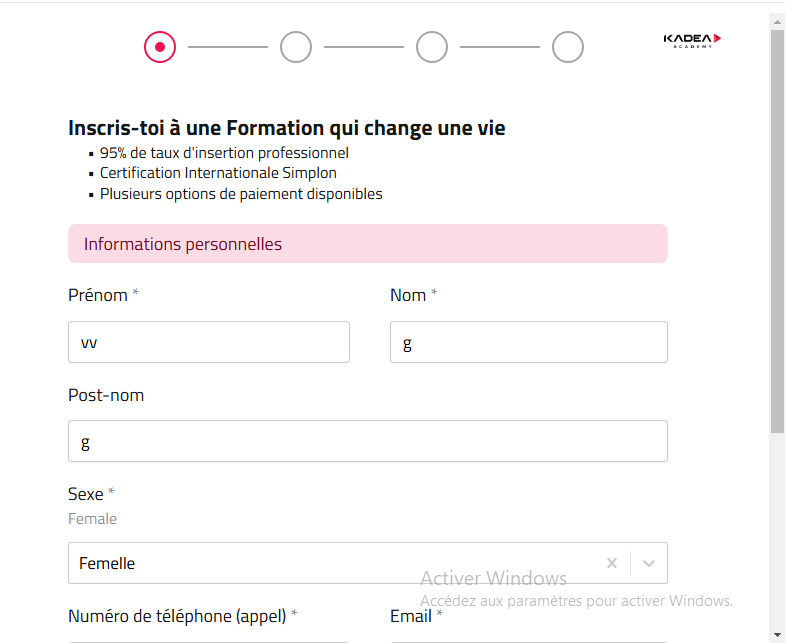 KADEA
ACADEMY
Inscris-toi à une Formation qui change une vie
▪ 95% de taux d'insertion professionnel
▪ Certification Internationale Simplon
▪ Plusieurs options de paiement disponibles
Informations personnelles
Prénom * Nom *
vv g
Post-nom
g
Sexe *
Female
Femelle
Activer Windows
Accédez aux paramètres pour activer Windows.
Numéro de téléphone (appel) * Email *